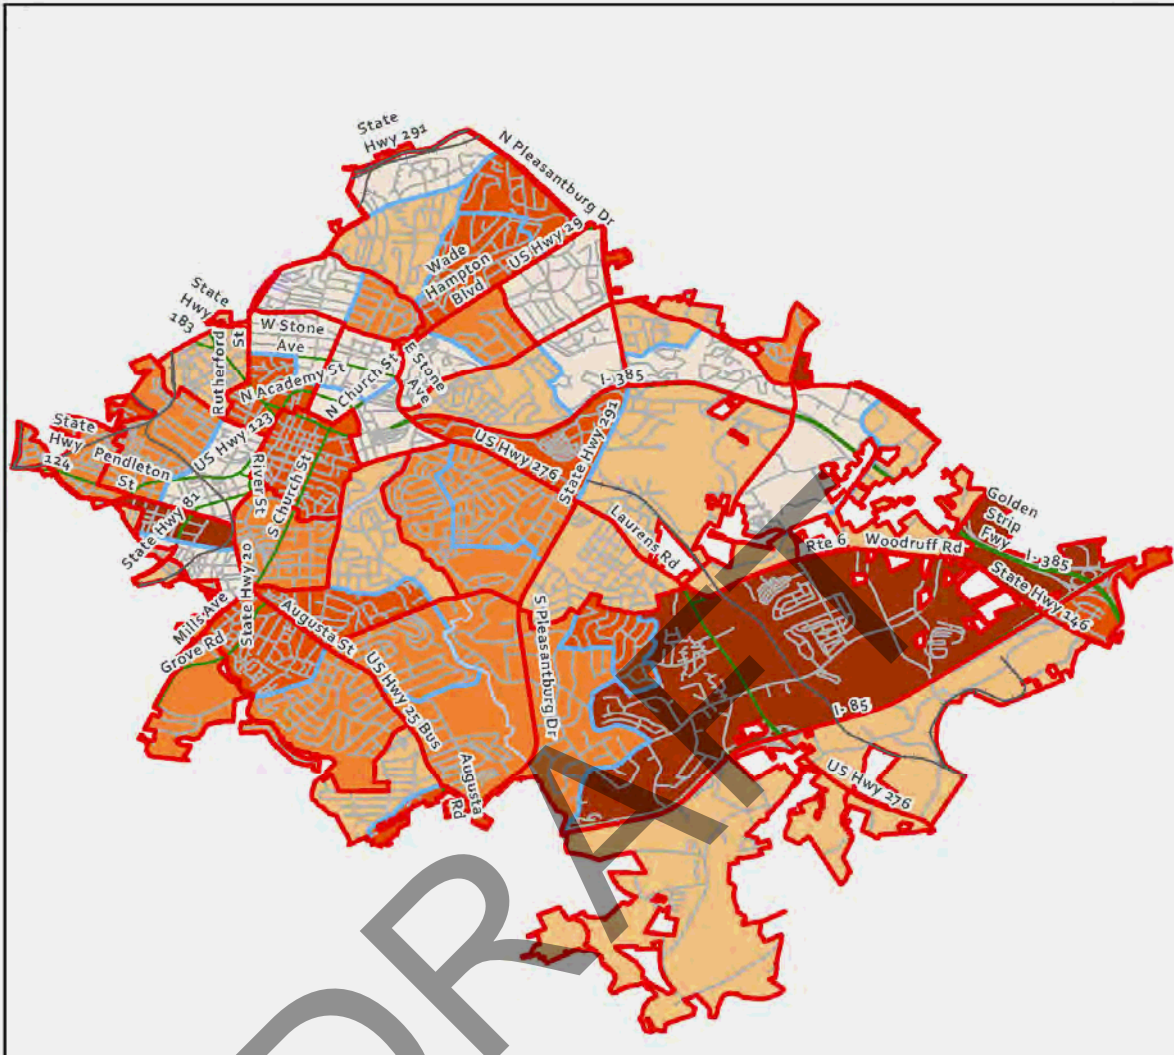 State
Hwy 291
N Pleasantburg Dr
US Hwy 29
Wade
Hampton
Blvd
State
Hwy
183
Rutherford
St
W Stone
Ave
N Academy St
N Church St
E Stone
Ave
I-385
State
Hwy
124
Pendleton
St
US Hwy 123
River St
S Church St
US Hwy 276
State Hwy 291
State Hwy 81
Laurens Rd
Golden
Strip
Fwy
I-385
Rte 6
Woodruff Rd
State Hwy 146
State Hwy 20
Mills Ave
Grove Rd
Augusta St
US Hwy 25 Bus
S Pleasantburg Dr
I-85
US Hwy 276
Augusta
Rd
DRAFT